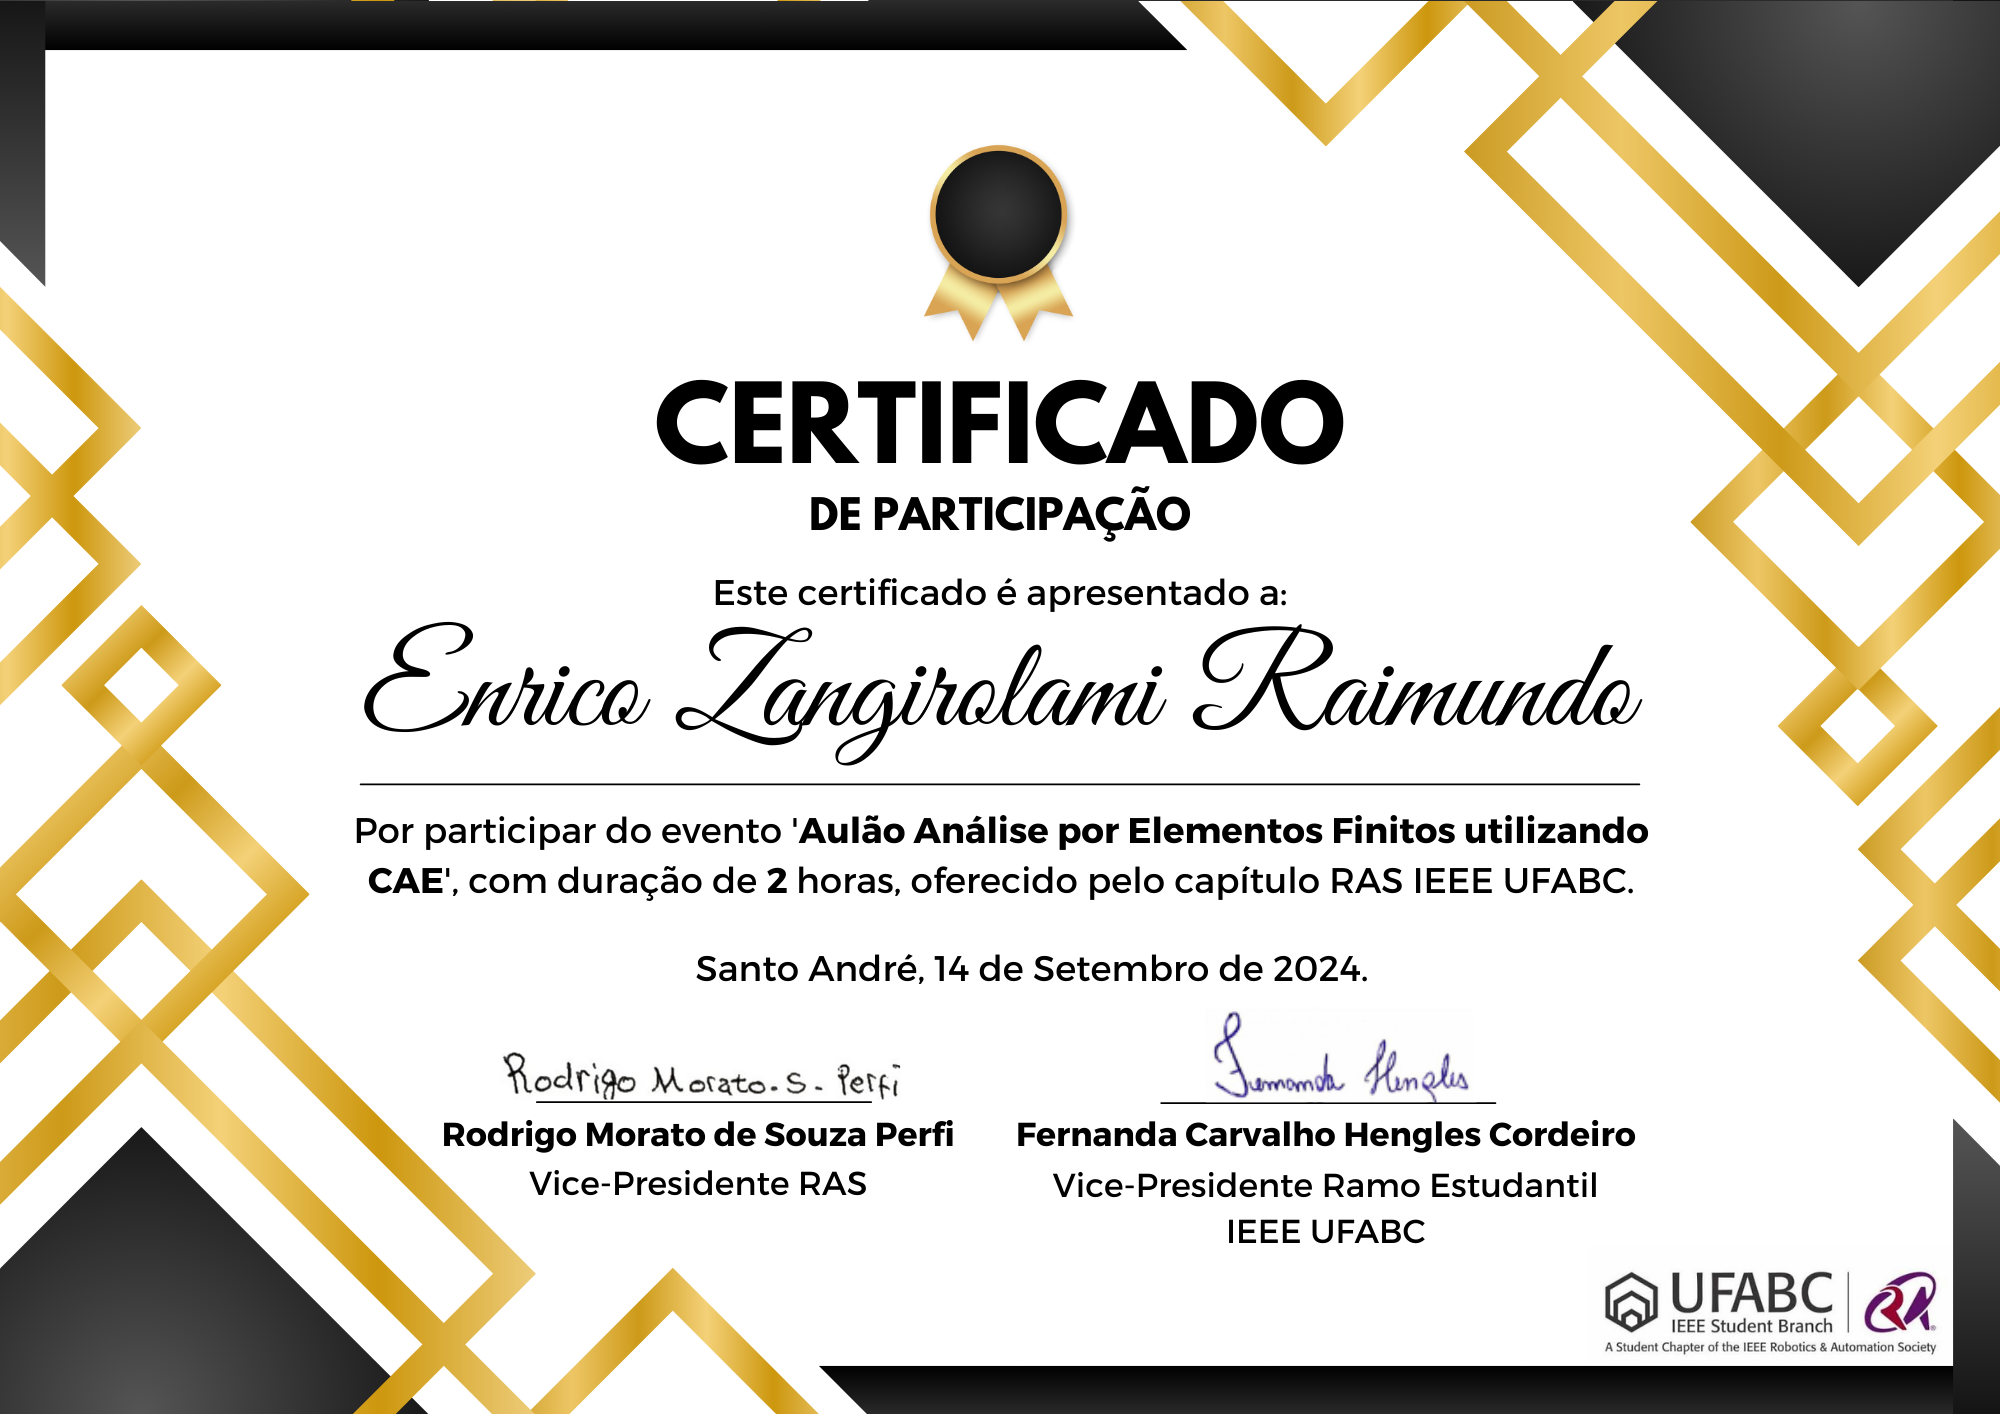 CERTIFICADO
DE PARTICIPAÇÃO
Este certificado é apresentado a:
Enrico Zangirolami Raimundo
Por participar do evento 'Aulão Análise por Elementos Finitos utilizando
CAE', com duração de 2 horas, oferecido pelo capítulo RAS IEEE UFABC.
Santo André, 14 de Setembro de 2024.
Rodrigo Morato. S. Perfi
Fernanda Hengles
Rodrigo Morato de Souza Perfi
Fernanda Carvalho Hengles Cordeiro
Vice-Presidente RAS
Vice-Presidente Ramo Estudantil
IEEE UFABC
UFABC
IEEE Student Branch
RA
A Student Chapter of the IEEE Robotics & Automation Society